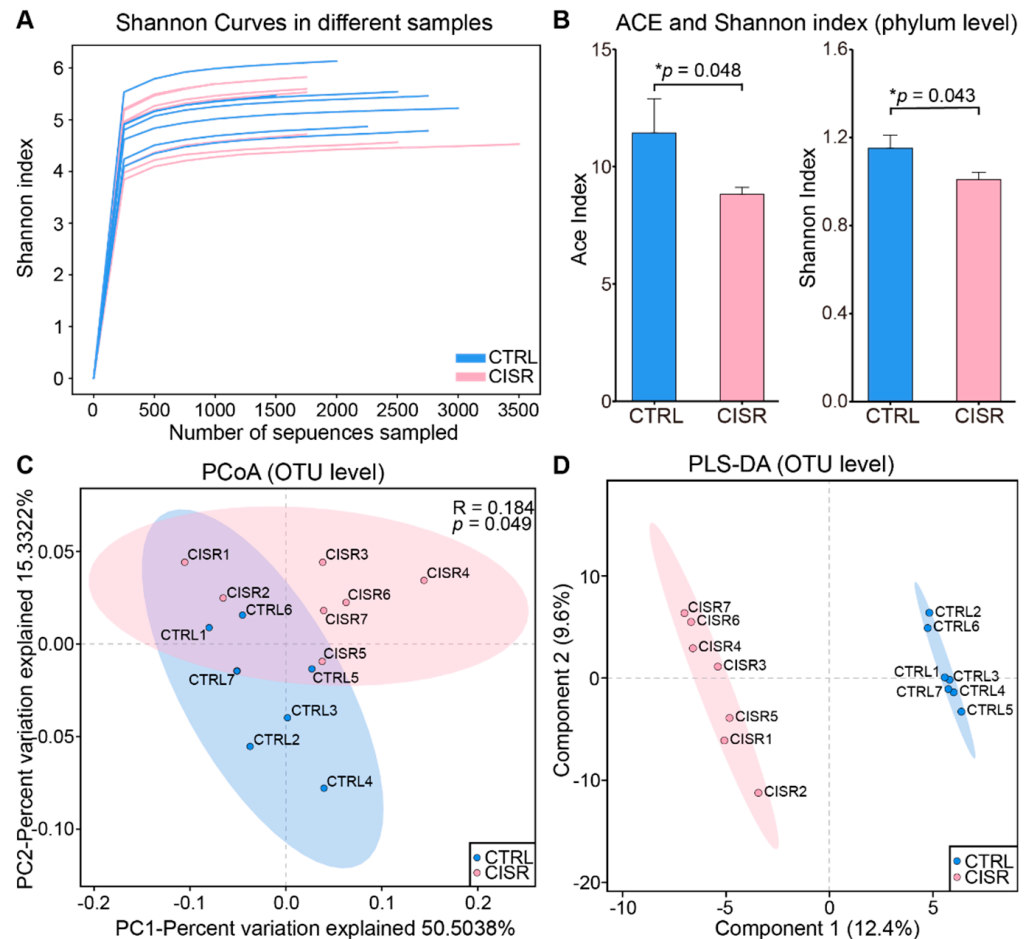 A
Shannon Curves in different samples
Shannon index
6
5
4
3
2
1
0
CTRL
CISR
0 500 1000 1500 2000 2500 3000 3500
Number of sepuences sampled
B
ACE and Shannon index (phylum level)
Ace Index
15
10
5
0
*p = 0.048
CTRL CISR
Shannon Index
1.6
1.2
0.8
0.4
0.0
*p = 0.043
CTRL CISR
C
PCoA (OTU level)
PC2-Percent variation explained 15.3322%
R = 0.184
p = 0.049
0.05
0.00
-0.05
-0.10
CISR1
CISR3
CISR4
CISR2
CISR6
CTRL6
CISR7
CTRL1
CISR5
CTRL7
CTRL5
CTRL3
CTRL2
CTRL4
CTRL
CISR
-0.2 -0.1 0.0 0.1 0.2
PC1-Percent variation explained 50.5038%
D
PLS-DA (OTU level)
Component 2 (9.6%)
10
0
-10
-20
CISR7
CISR6
CISR4
CISR3
CISR5
CISR1
CISR2
CTRL2
CTRL6
CTRL1
CTRL3
CTRL7
CTRL4
CTRL5
CTRL
CISR
-10 -5 0 5
Component 1 (12.4%)